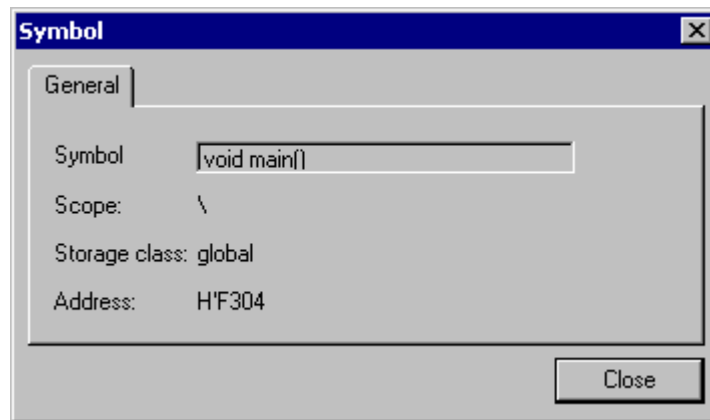 Symbol
General
Symbol void main()
Scope: \
Storage class: global
Address: H'F304
Close